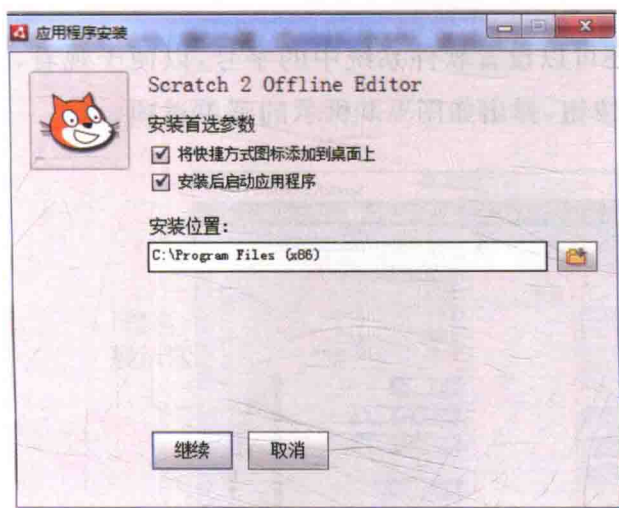 应用程序安装
Scratch 2 Offline Editor
安装首选参数
将快捷方式图标添加到桌面上
安装后启动应用程序
安装位置：
C:\Program Files (x86)
继续
取消